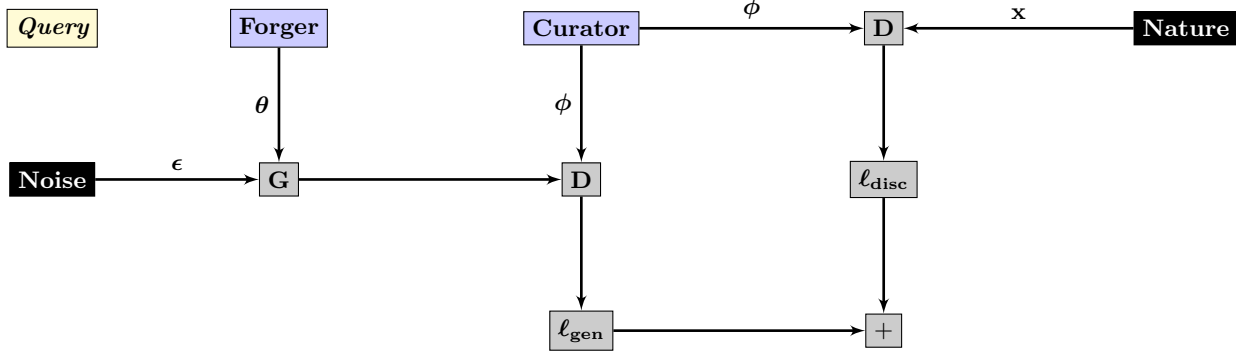 Query
Forger
Curator
ϕ
D
x
Nature
θ
ϕ
Noise
ϵ
G
D
ℓdisc
ℓgen
+